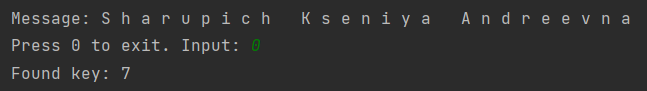 Message: S h a r u p i c h   K s e n i y a   A n d r e e v n a
Press 0 to exit. Input: 0
Found key: 7